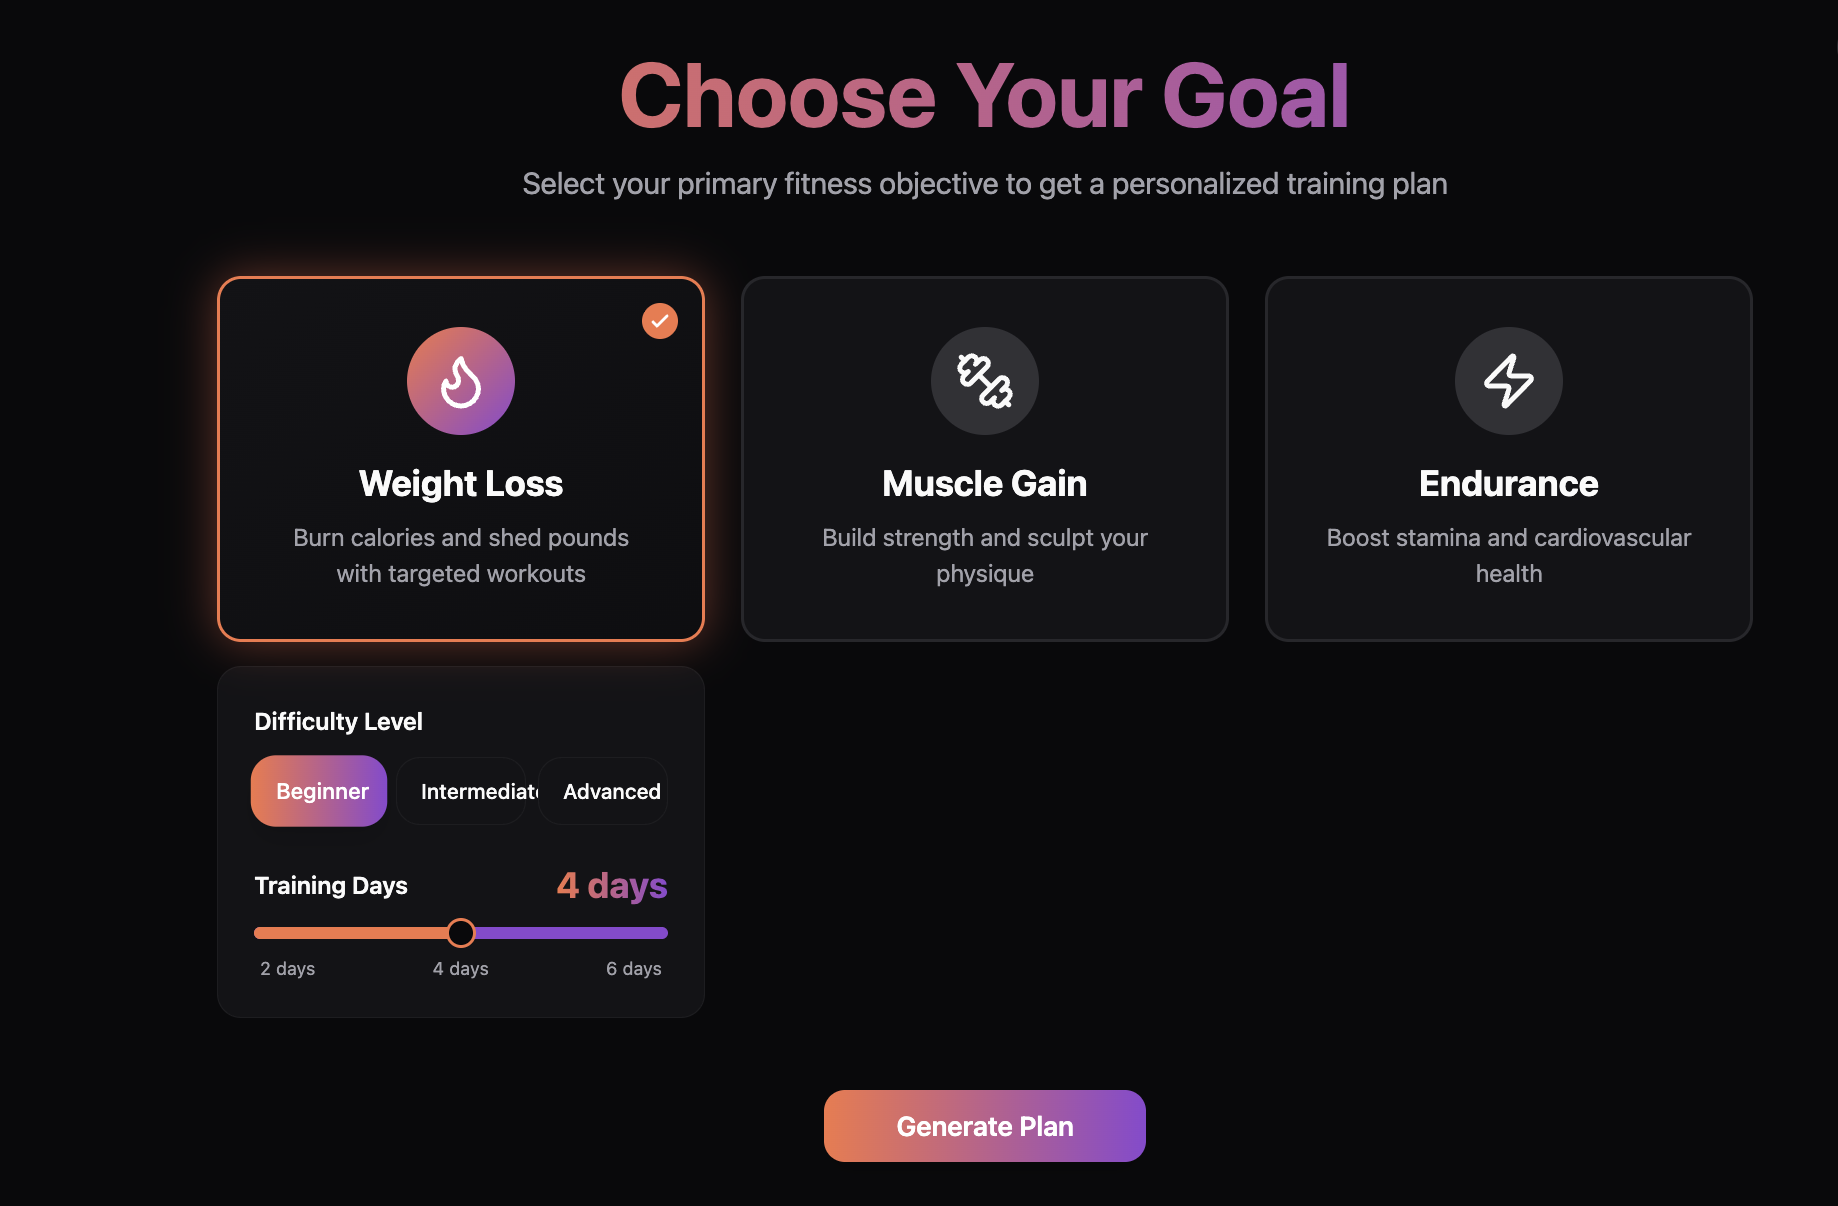 Choose Your Goal
Select your primary fitness objective to get a personalized training plan
Weight Loss
Burn calories and shed pounds
with targeted workouts
Muscle Gain
Build strength and sculpt your
physique
Endurance
Boost stamina and cardiovascular
health
Difficulty Level
Beginner
Intermediate
Advanced
Training Days
4 days
2 days
4 days
6 days
Generate Plan